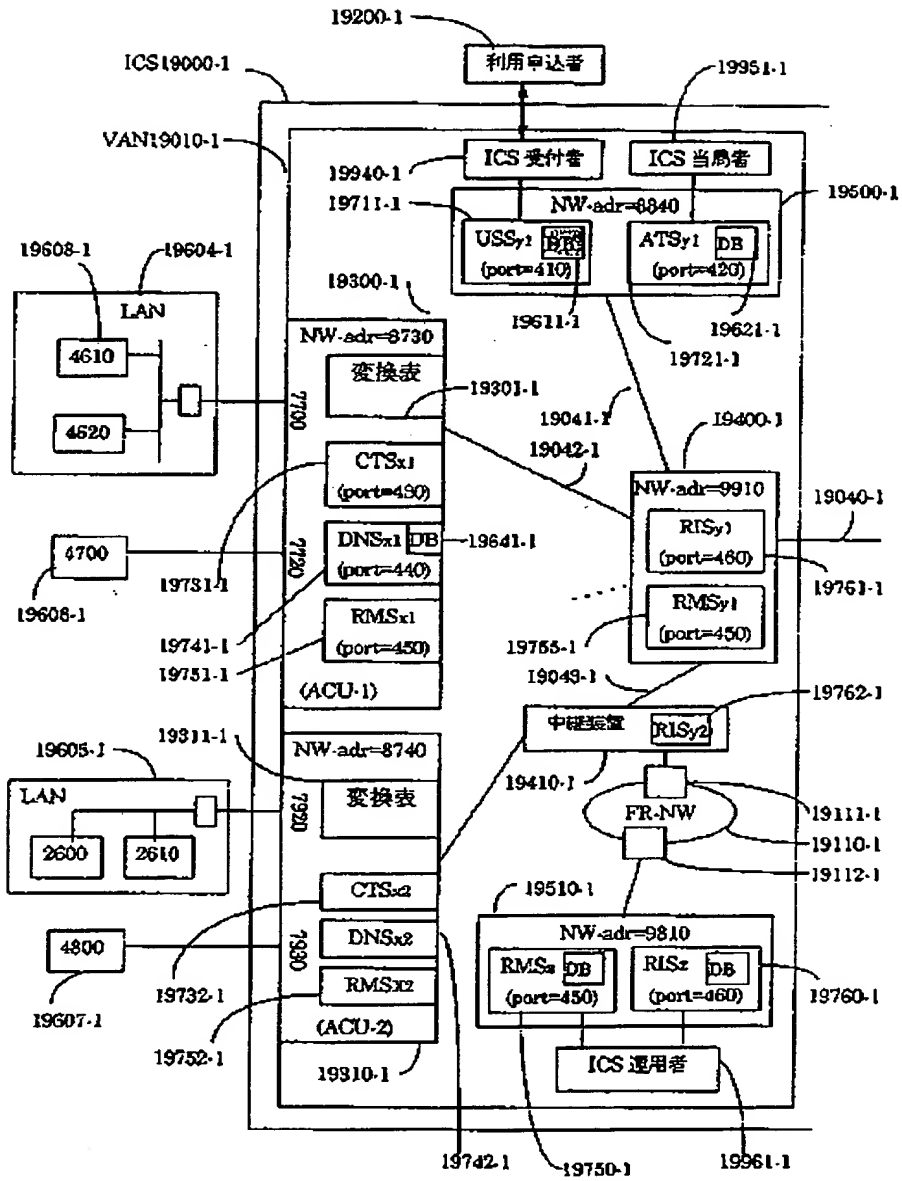 19200-1
ICS19000-1
利用申込者
19951-1
VAN19010-1
19940-1
ICS 受付者
ICS 当局者
19500-1
19711-1
NW-adr=8840
USSy1
ATSy1
DB
(port=410)
(port=420)
19608-1
19604-1
19300-1
19611-1
19621-1
19721-1
LAN
NW-adr=8730
4610
変換表
19301-1
7700
19041-1
19400-1
4620
19042-1
CTSx1
(port=430)
NW-adr=9910
19040-1
RISy1
(port=460)
4700
7720
DNSx1
DB
19641-1
(port=440)
19731-1
19761-1
19608-1
RMSy1
(port=450)
19741-1
RMSx1
(port=450)
19755-1
19751-1
19043-1
(ACU-1)
19762-1
中継装置
RISy2
19605-1
19311-1
NW-adr=8740
19410-1
LAN
7920
変換表
FR-NW
19111-1
19110-1
2600
2610
19112-1
19510-1
CTSx2
NW-adr=9810
4800
7930
DNSx2
RMSz
DB
RISz
DB
19760-1
(port=450)
(port=460)
19607-1
19732-1
RMSx2
(ACU-2)
19752-1
19310-1
ICS 運用者
19742-1
19750-1
19961-1